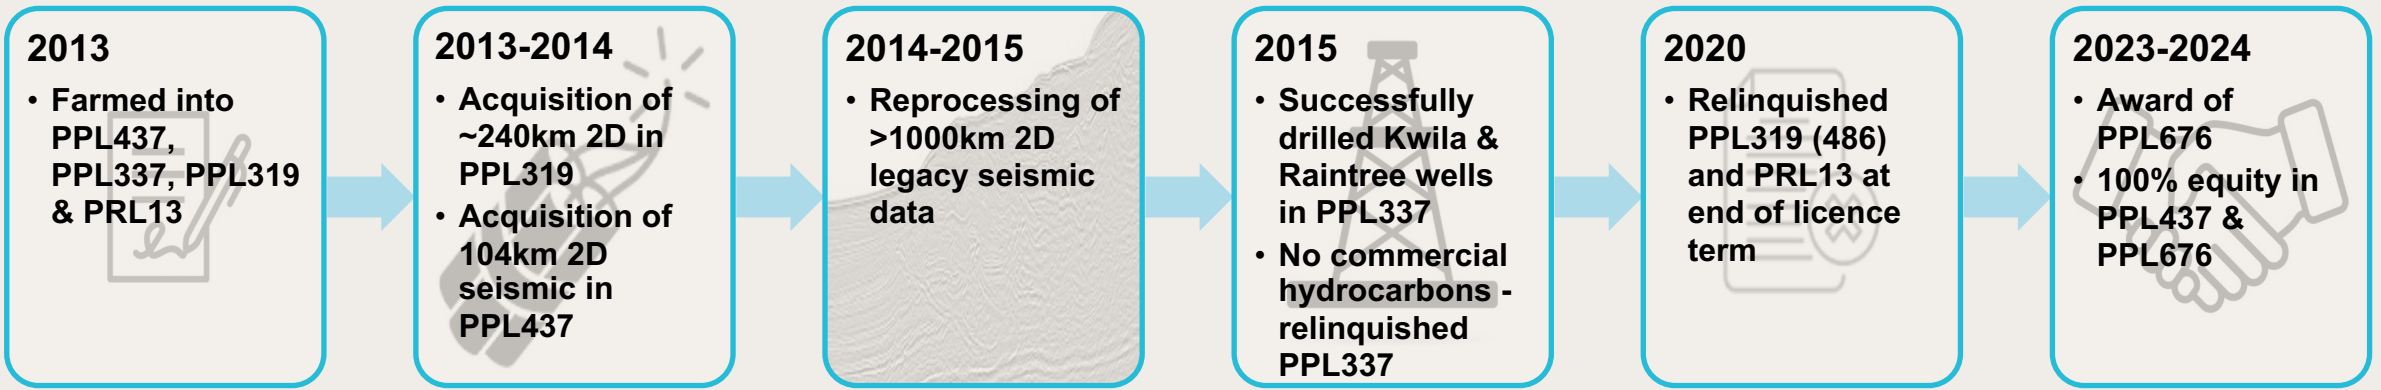 2013
• Farmed into
PPL437,
PPL337, PPL319
& PRL13
2013-2014
• Acquisition of
~240km 2D in
PPL319
• Acquisition of
104km 2D
seismic in
PPL437
2014-2015
• Reprocessing of
>1000km 2D
legacy seismic
data
2015
• Successfully
drilled Kwila &
Raintree wells
in PPL337
• No commercial
hydrocarbons -
relinquished
PPL337
2020
• Relinquished
PPL319 (486)
and PRL13 at
end of licence
term
2023-2024
• Award of
PPL676
• 100% equity in
PPL437 &
PPL676